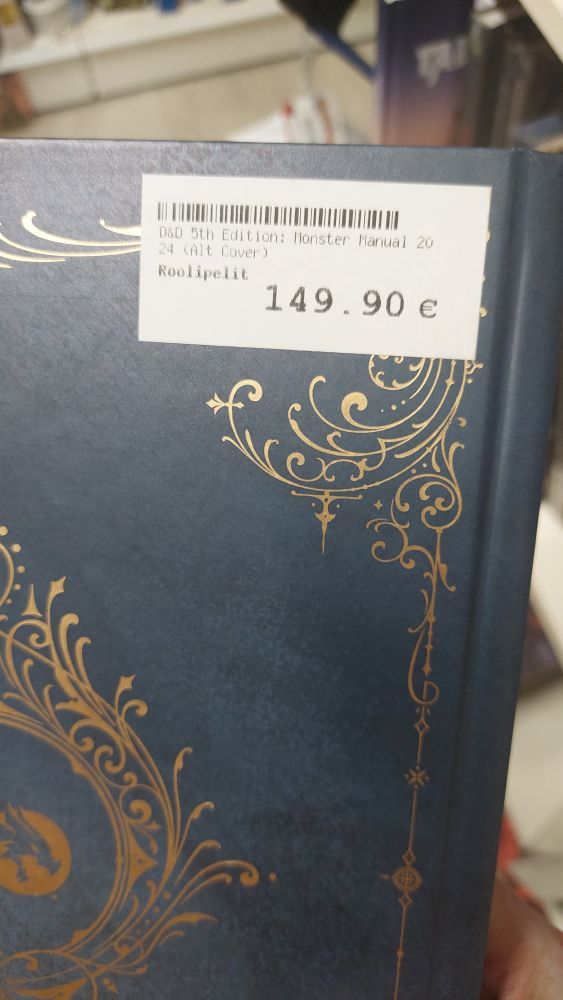 D&D 5th Edition: Monster Manual 20
24 (Alt Cover)
Roolipelit
149.90 €